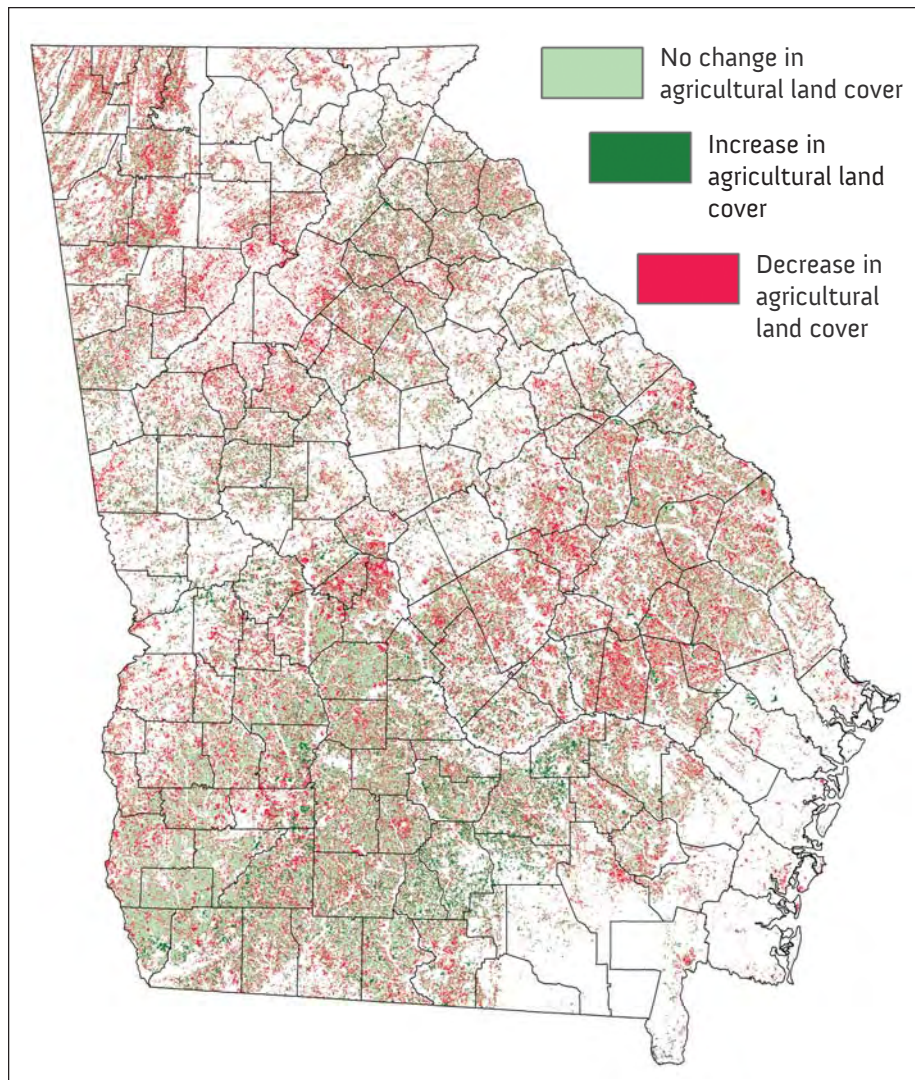 No change in
agricultural land cover
Increase in
agricultural land
cover
Decrease in
agricultural
land cover